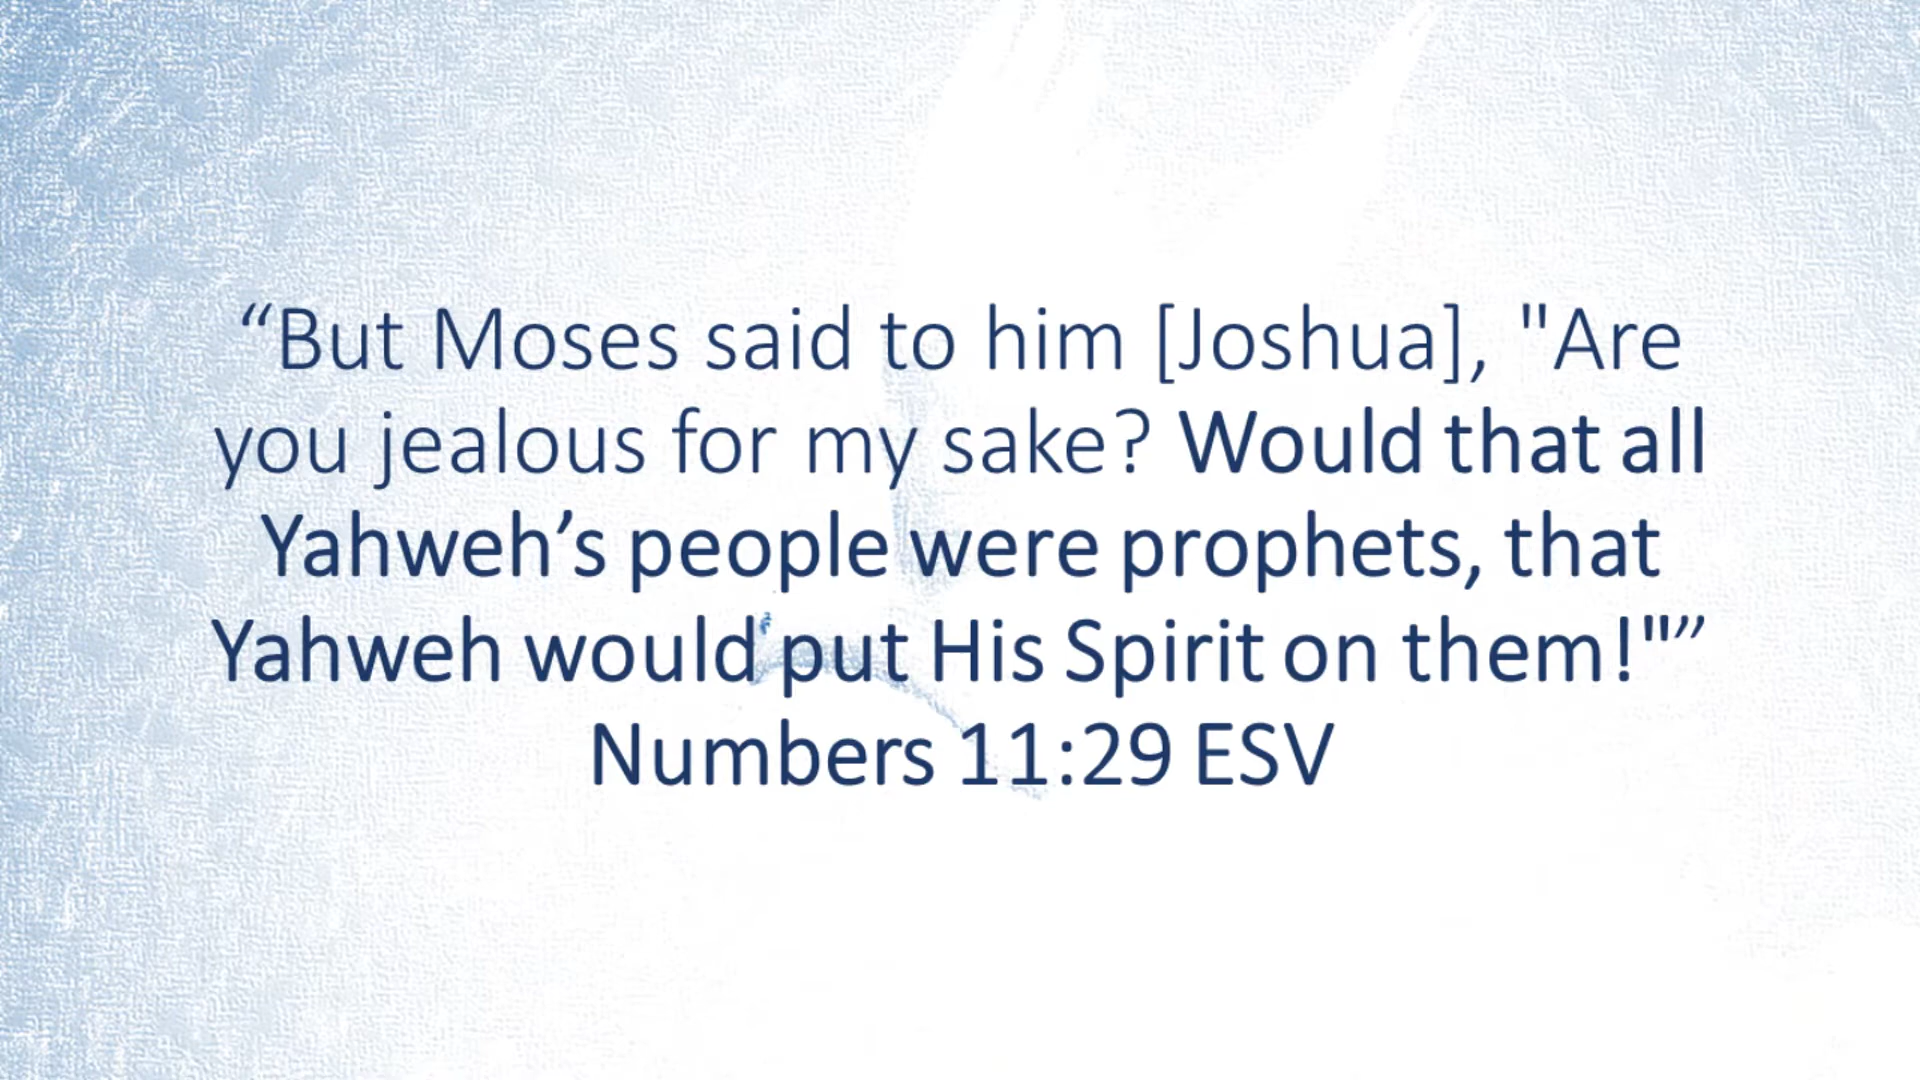 “But Moses said to him [Joshua], "Are
you jealous for my sake? Would that all
Yahweh’s people were prophets, that
Yahweh would put His Spirit on them!"”
Numbers 11:29 ESV